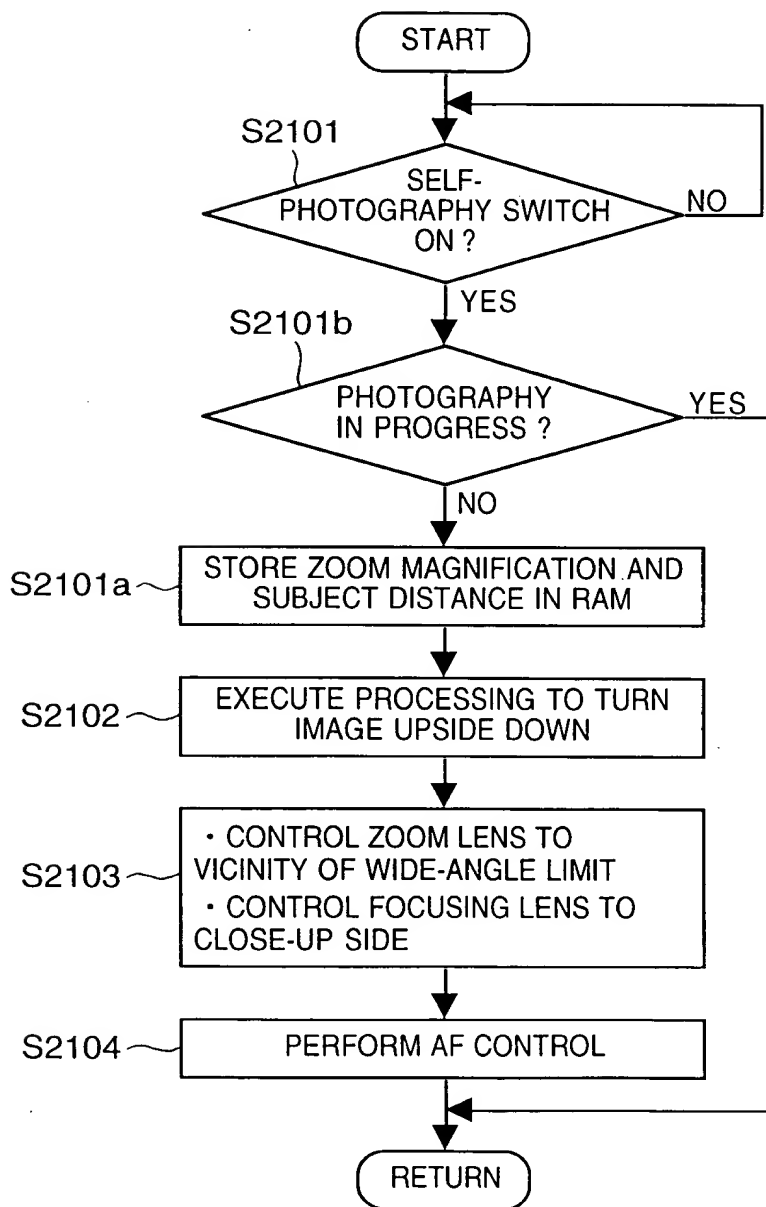 START
S2101
SELF-
PHOTOGRAPHY SWITCH
ON ?
NO
YES
S2101b
PHOTOGRAPHY
IN PROGRESS ?
YES
NO
S2101a
STORE ZOOM MAGNIFICATION AND
SUBJECT DISTANCE IN RAM
S2102
EXECUTE PROCESSING TO TURN
IMAGE UPSIDE DOWN
S2103
・CONTROL ZOOM LENS TO
VICINITY OF WIDE-ANGLE LIMIT
・CONTROL FOCUSING LENS TO
CLOSE-UP SIDE
S2104
PERFORM AF CONTROL
RETURN